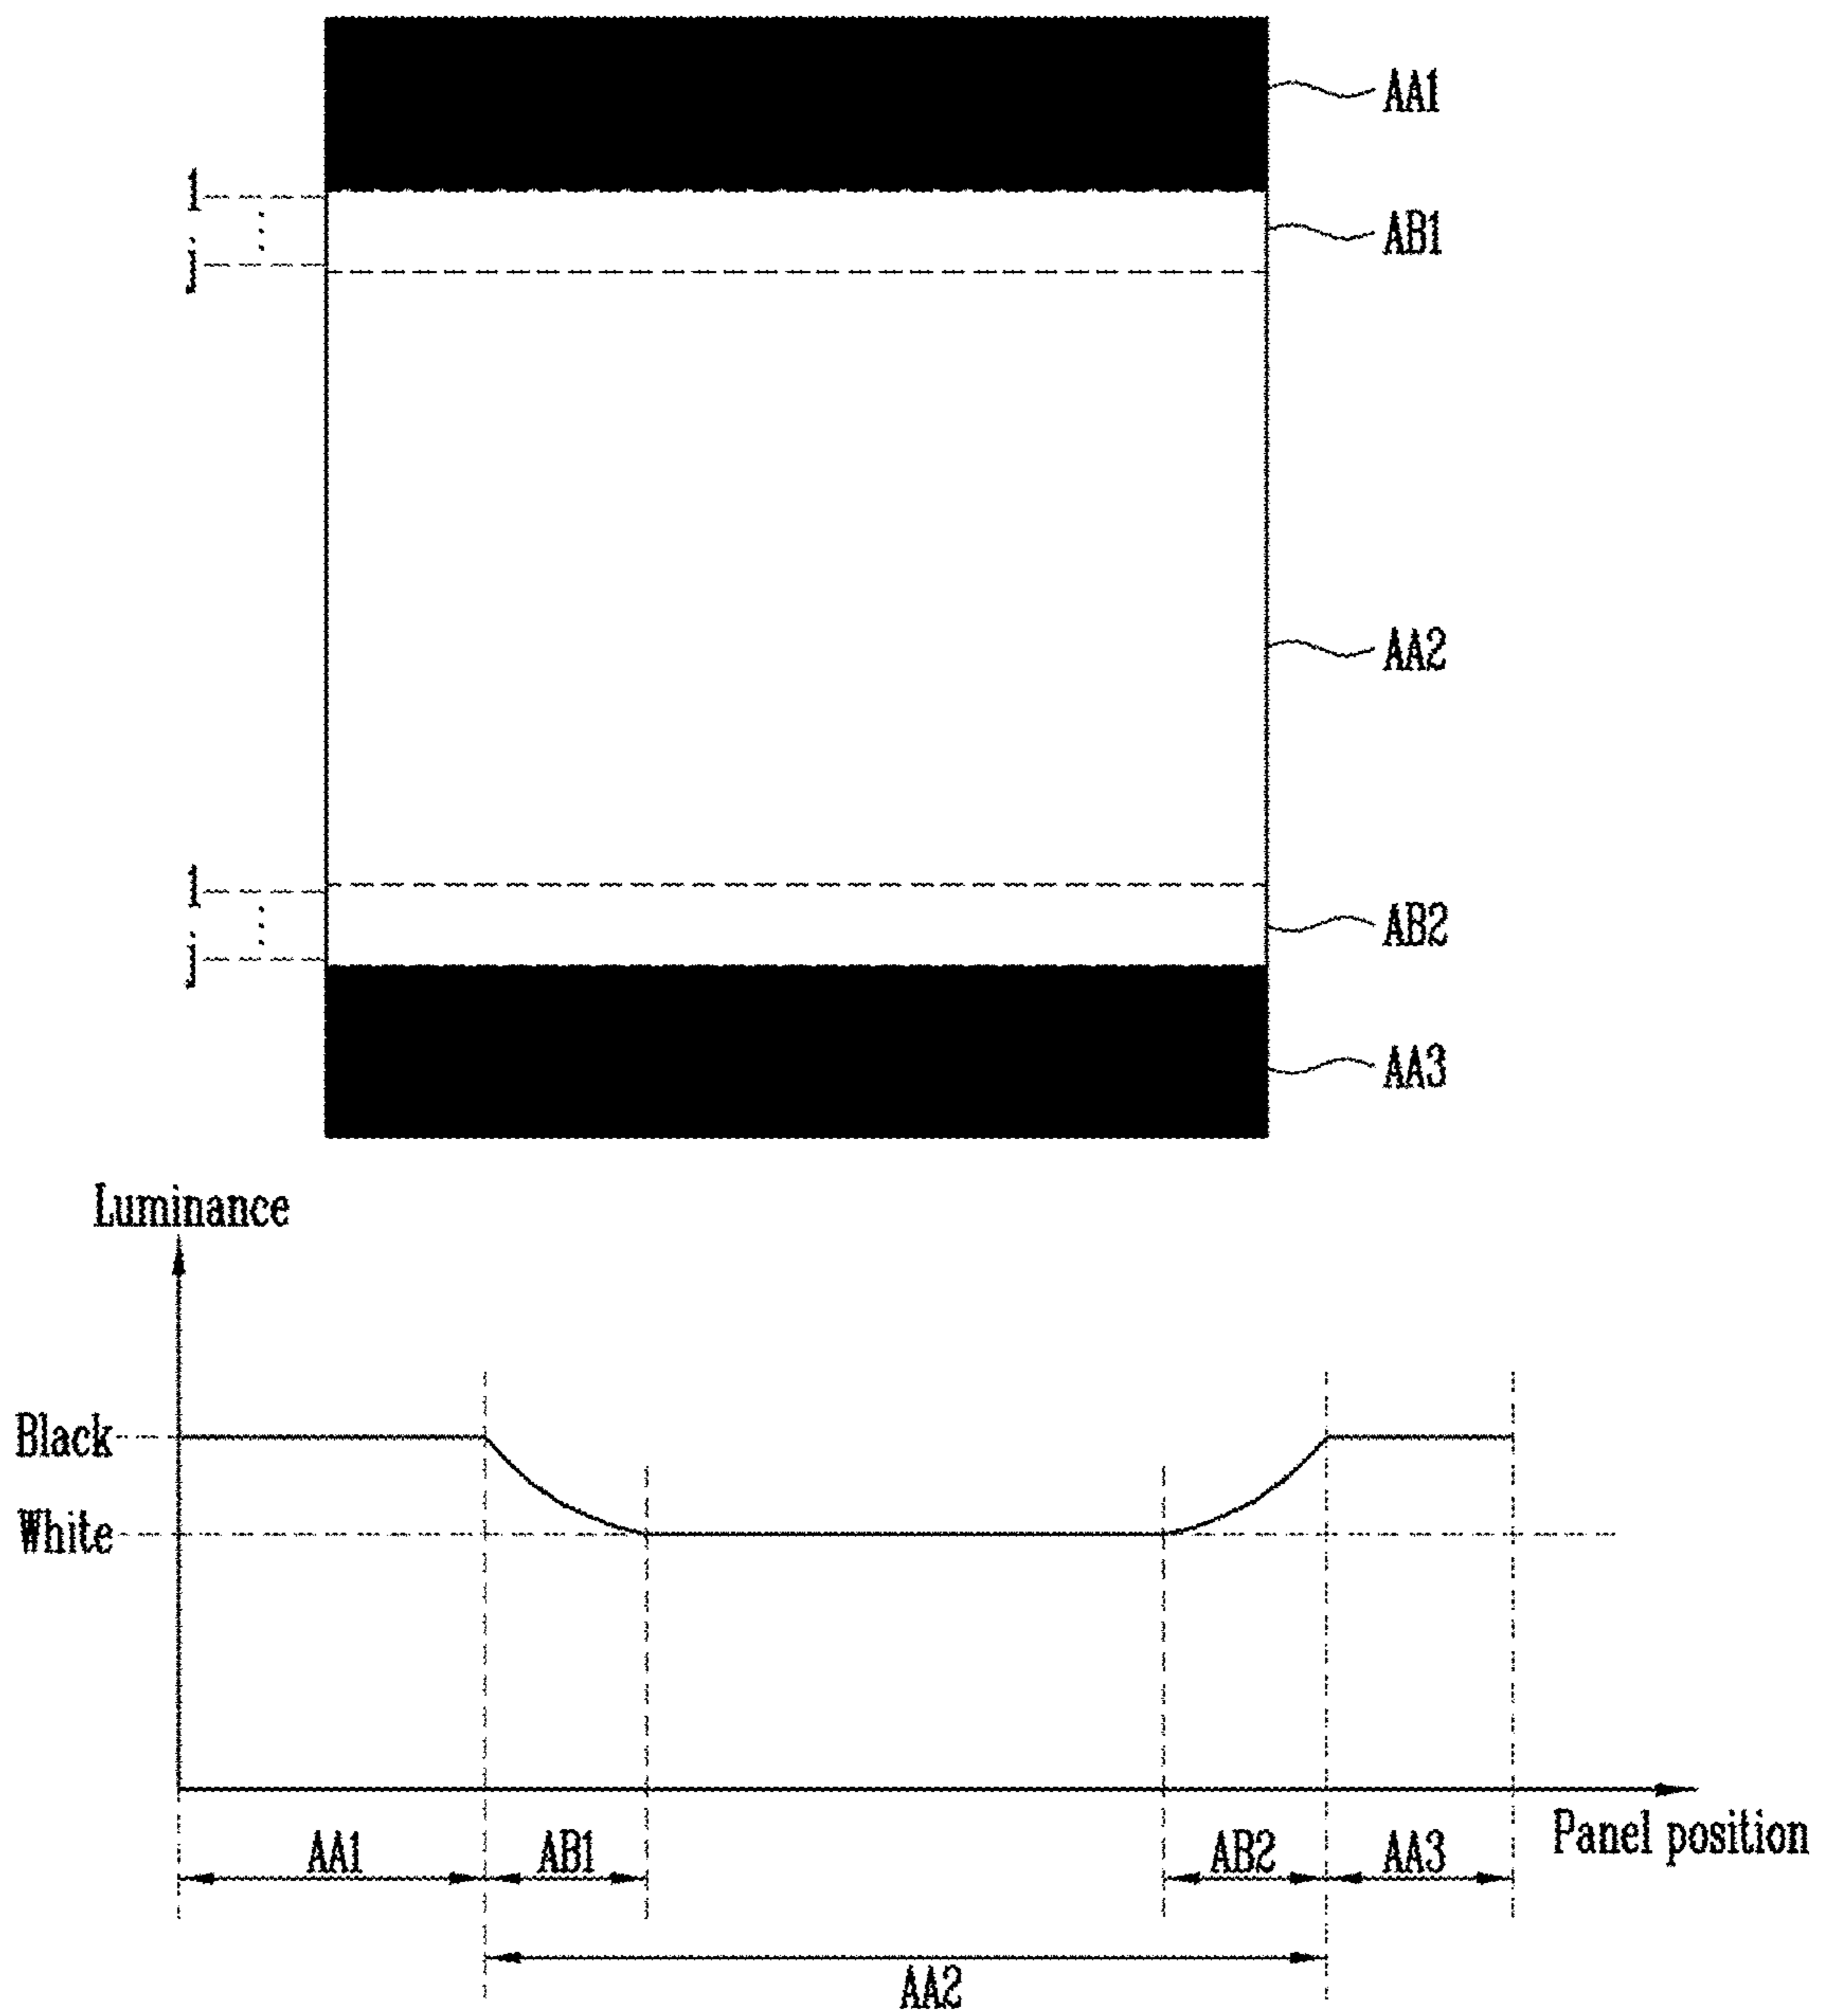 AA1
1
AB1
j
AA2
1
AB2
j
AA3
Luminance
Black
White
Panel position
AA1
AB1
AB2
AA3
AA2